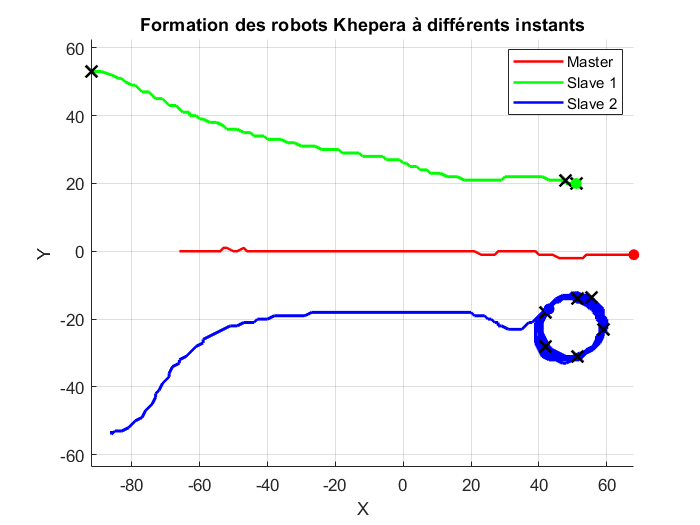 Formation des robots Khepera à différents instants
Master
Slave 1
Slave 2
60
40
20
0
-20
-40
-60
Y
-80
-60
-40
-20
0
20
40
60
X